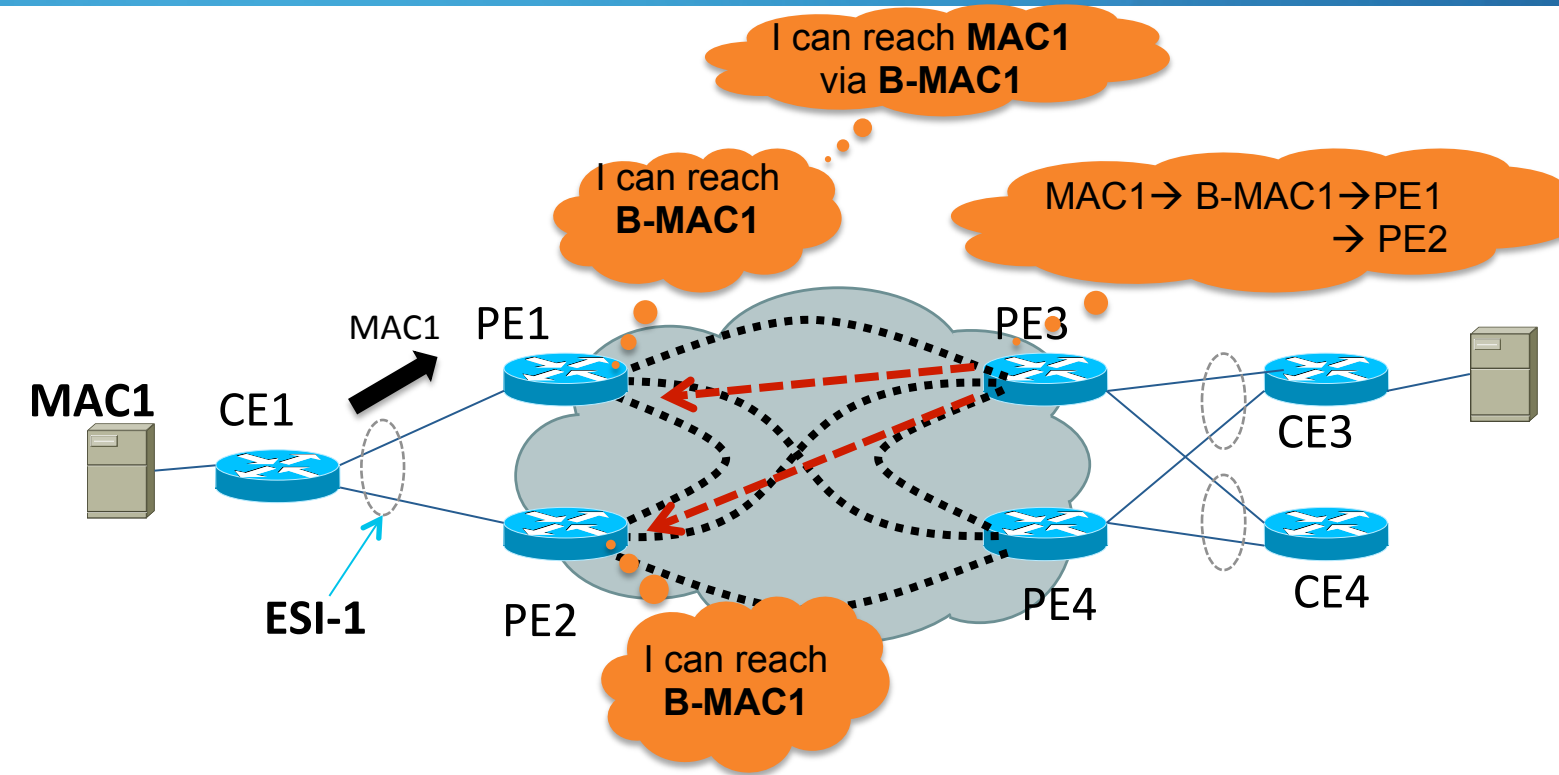 I can reach MAC1
via B-MAC1
I can reach
B-MAC1
MAC1→ B-MAC1→PE1
→ PE2
MAC1
PE1
PE3
MAC1
CE1
CE3
ESI-1
PE2
PE4
CE4
I can reach
B-MAC1